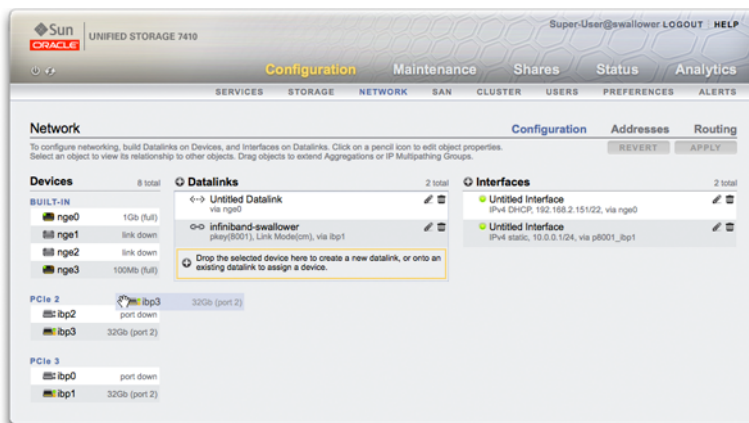 Sun
ORACLE
UNIFIED STORAGE 7410
Super-User@swallower LOGOUT HELP
Configuration Maintenance Shares Status Analytics
SERVICES STORAGE NETWORK SAN CLUSTER USERS PREFERENCES ALERTS
Network
Configuration Addresses Routing
To configure networking, build Datalinks on Devices, and Interfaces on Datalinks. Click on a pencil icon to edit object properties.
Select an object to view its relationship to other objects. Drag objects to extend Aggregations or IP Multipathing Groups.
REVERT APPLY
Devices 8 total
BUILT-IN
nge0 1Gb (full)
nge1 link down
nge2 link down
nge3 100Mb (full)
PCIe 2
ibp3 32Gb (port 2)
ibp2 port down
ibp3 32Gb (port 2)
PCIe 3
ibp0 port down
ibp1 32Gb (port 2)
Datalinks 2 total
Untitled Datalink
via nge0
infiniband-swallower
pkey(8001), Link Mode(cm), via ibp1
Drop the selected device here to create a new datalink, or onto an
existing datalink to assign a device.
Interfaces 2 total
Untitled Interface
IPv4 DHCP, 192.168.2.151/22, via nge0
Untitled Interface
IPv4 static, 10.0.0.1/24, via p8001_ibp1